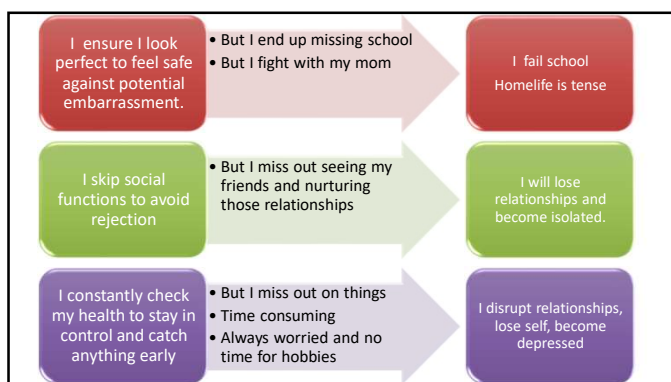 I ensure I look
perfect to feel safe
against potential
embarrassment.
• But I end up missing school
• But I fight with my mom
I fail school
Homelife is tense
I skip social
functions to avoid
rejection
• But I miss out seeing my
friends and nurturing
those relationships
I will lose
relationships and
become isolated.
I constantly check
my health to stay in
control and catch
anything early
• But I miss out on things
• Time consuming
• Always worried and no
time for hobbies
I disrupt relationships,
lose self, become
depressed